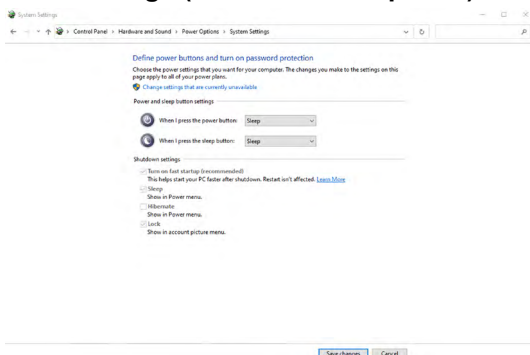 System Settings
Control Panel > Hardware and Sound > Power Options > System Settings
Define power buttons and turn on password protection
Choose the power settings that you want for your computer. The changes you make to the settings on this
page apply to all of your power plans.
Change settings that are currently unavailable
Power and sleep button settings
When I press the power button: Sleep
When I press the sleep button: Sleep
Shutdown settings
Turn on fast startup (recommended)
This helps start your PC faster after shutdown. Restart isn't affected. Learn More
Sleep
Show in Power menu.
Hibernate
Show in Power menu.
Lock
Show in account picture menu.
Save changes Cancel